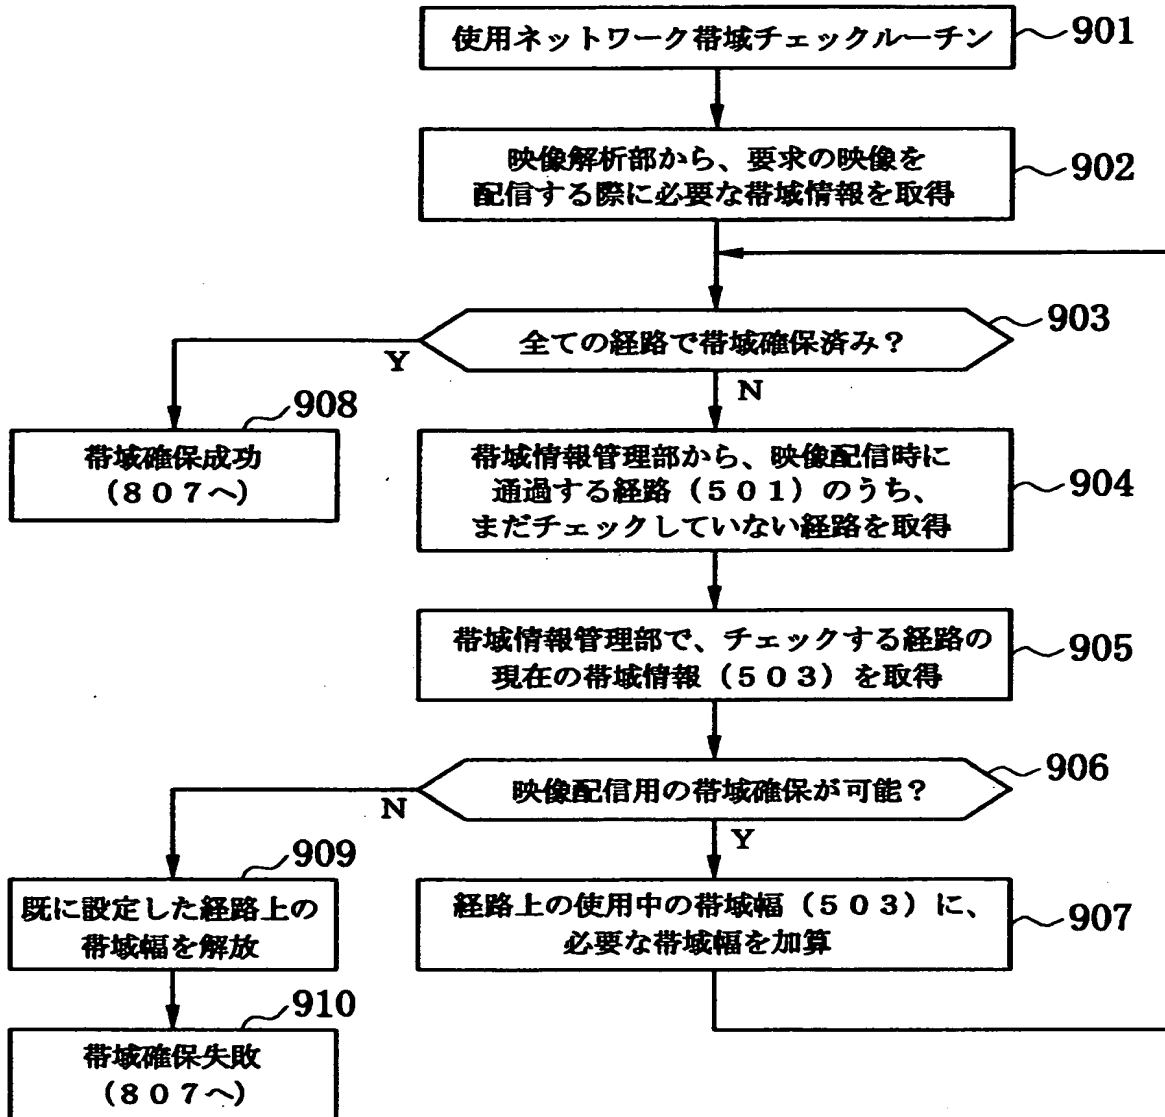 使用ネットワーク帯域チェックルーチン
901
映像解析部から、要求の映像を
配信する際に必要な帯域情報を取得
902
全ての経路で帯域確保済み？
903
Y
N
908
帯域確保成功
（８０７へ）
帯域情報管理部から、映像配信時に
通過する経路（５０１）のうち、
まだチェックしていない経路を取得
904
帯域情報管理部で、チェックする経路の
現在の帯域情報（５０３）を取得
905
映像配信用の帯域確保が可能？
906
N
Y
909
既に設定した経路上の
帯域幅を解放
経路上の使用中の帯域幅（５０３）に、
必要な帯域幅を加算
907
910
帯域確保失敗
（８０７へ）